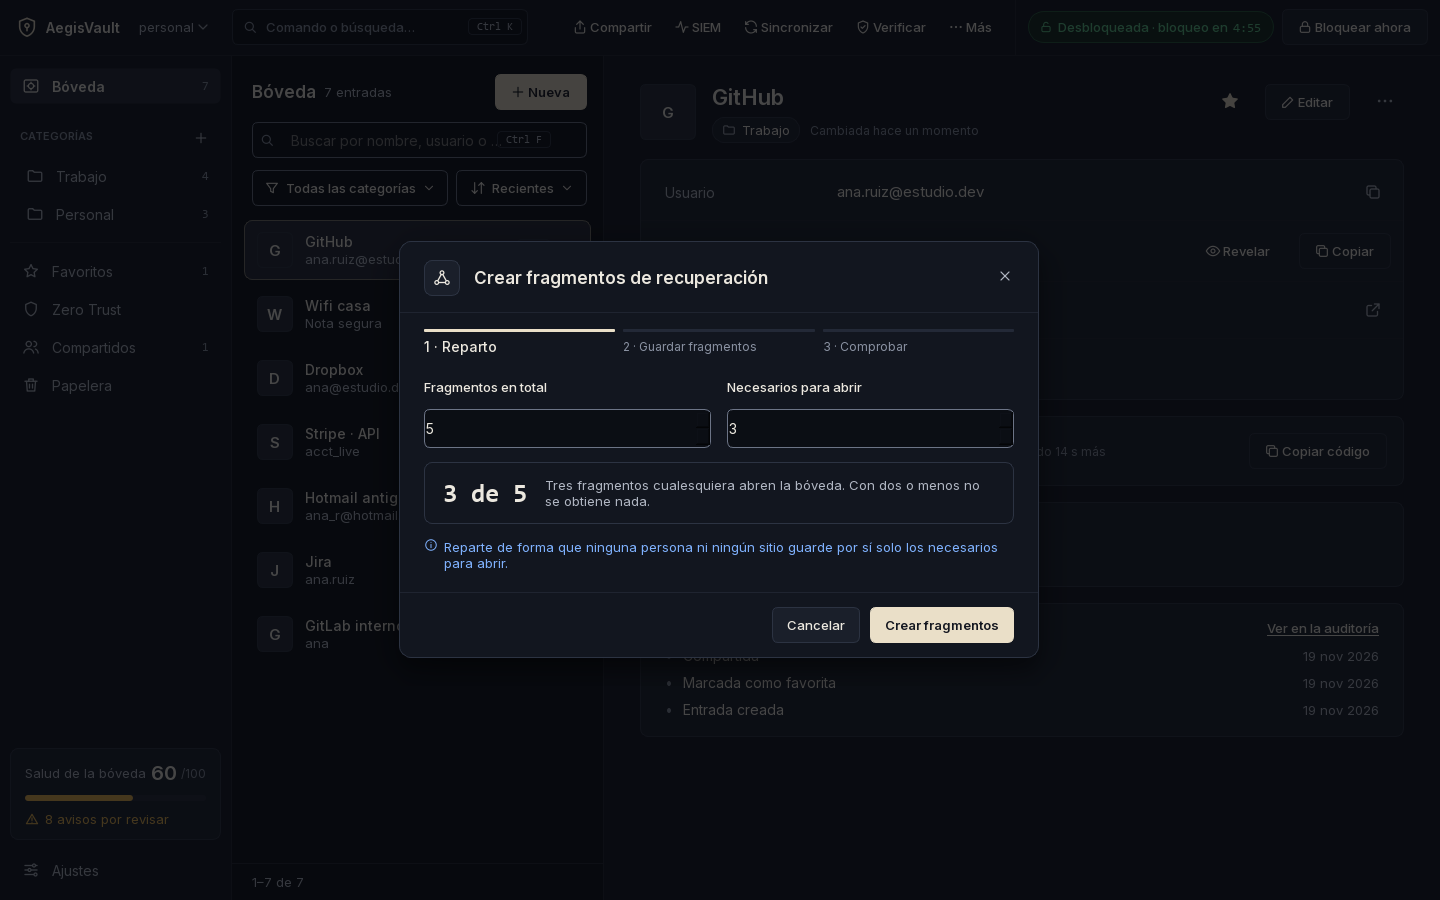 AegisVault
personal
Comando o búsqueda...
Ctrl K
Compartir
SIEM
Sincronizar
Verificar
Más
Desbloqueada · bloqueo en 4:55
Bloquear ahora
Bóveda
7
CATEGORÍAS
Trabajo
4
Personal
3
Favoritos
1
Zero Trust
Compartidos
1
Papelera
Salud de la bóveda 60 /100
8 avisos por revisar
Ajustes
Bóveda 7 entradas
Nueva
Buscar por nombre, usuario o ...
Ctrl F
Todas las categorías
Recientes
G
GitHub
W
Wifi casa
Nota segura
D
Dropbox
S
Stripe · API
acct_live
H
Hotmail antig
ana_r@hotmail
J
Jira
ana.ruiz
G
GitLab interno
ana
1–7 de 7
G
GitHub
Trabajo
Cambiada hace un momento
Editar
Usuario
ana.ruiz@estudio.dev
Revelar
Copiar
14 s más
Copiar código
Ver en la auditoría
Compartida
19 nov 2026
Marcada como favorita
19 nov 2026
Entrada creada
19 nov 2026
Crear fragmentos de recuperación
1 · Reparto
2 · Guardar fragmentos
3 · Comprobar
Fragmentos en total
Necesarios para abrir
5
3
3 de 5
Tres fragmentos cualesquiera abren la bóveda. Con dos o menos no
se obtiene nada.
Reparte de forma que ninguna persona ni ningún sitio guarde por sí solo los necesarios
para abrir.
Cancelar
Crear fragmentos